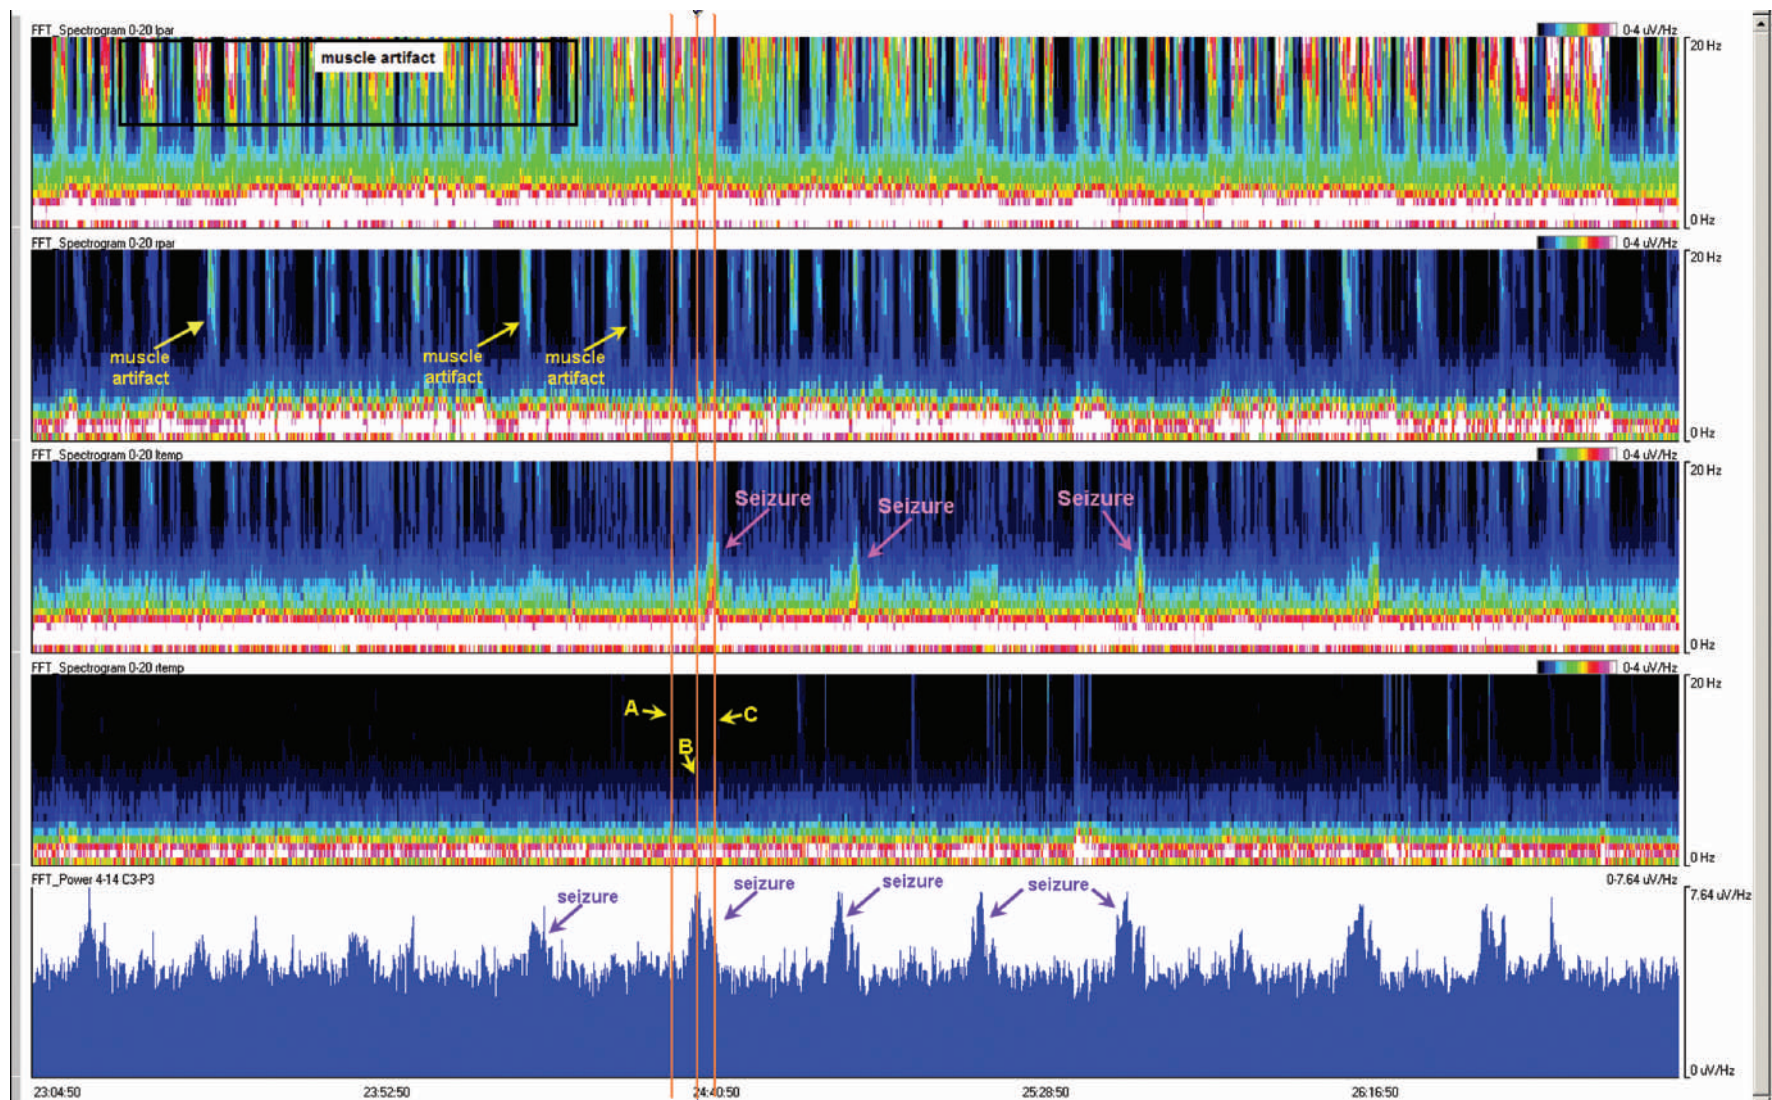 FFT_Spectrogram 0-20 lpar
0-4 uV/Hz
20 Hz
muscle artifact
0 Hz
FFT_Spectrogram 0-20 rpar
0-4 uV/Hz
20 Hz
muscle
artifact
muscle
artifact
muscle
artifact
0 Hz
FFT_Spectrogram 0-20 ltemp
0-4 uV/Hz
20 Hz
Seizure
Seizure
Seizure
0 Hz
FFT_Spectrogram 0-20 rtemp
0-4 uV/Hz
20 Hz
A
C
B
0 Hz
FFT_Power 4-14 C3-P3
0-7.64 uV/Hz
7.64 uV/Hz
seizure
seizure
seizure
seizure
0 uV/Hz
23:04:50
23:52:50
24:40:50
25:28:50
26:16:50